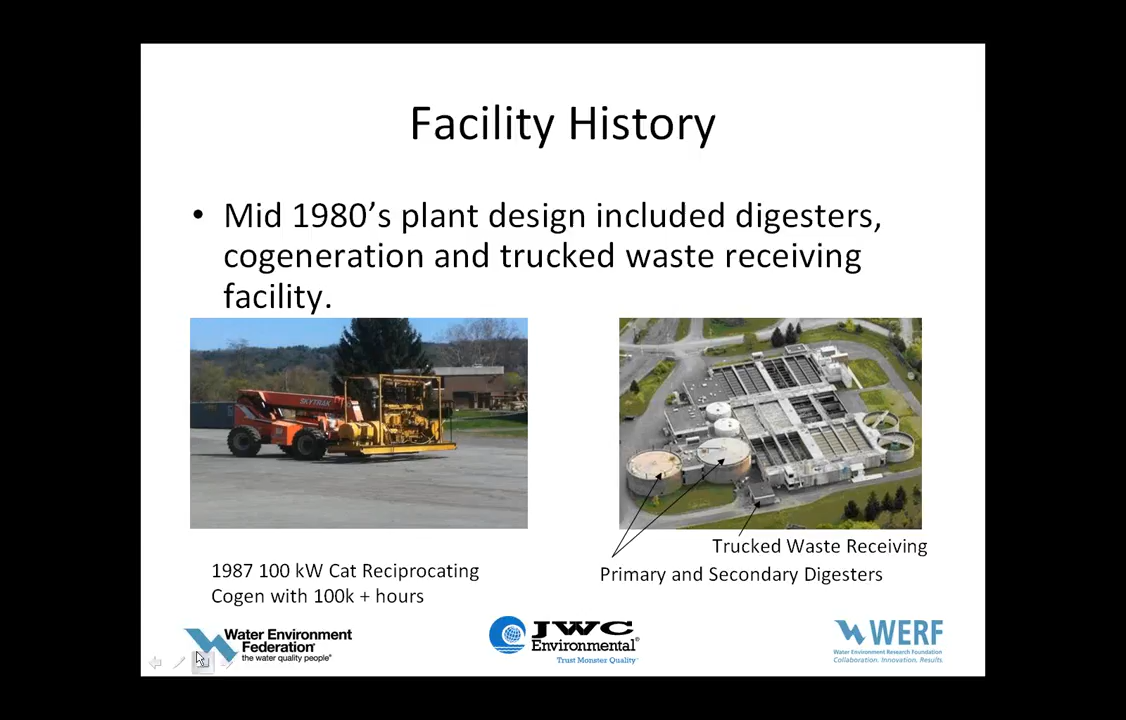 Facility History
• Mid 1980’s plant design included digesters,
cogeneration and trucked waste receiving
facility.
SKYTRAK
Trucked Waste Receiving
Primary and Secondary Digesters
1987 100 kW Cat Reciprocating
Cogen with 100k + hours
Water Environment
Federation®
the water quality people®
JWC
Environmental®
Trust Monster Quality™
WERF
Water Environment Research Foundation
Collaboration. Innovation. Results.